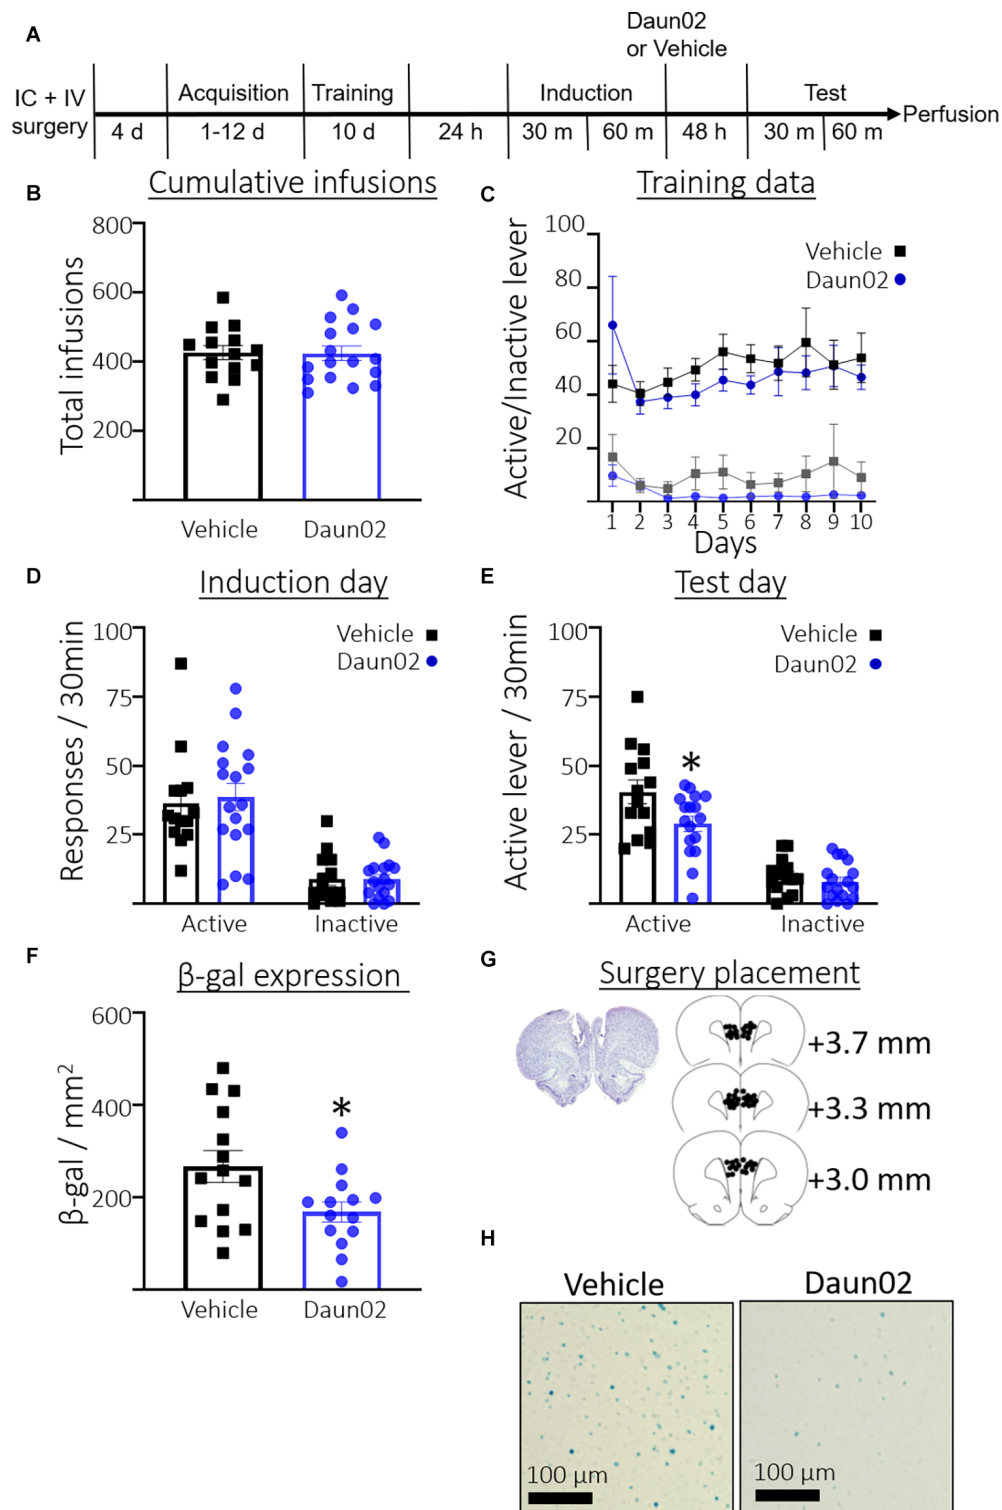 A
Daun02
or Vehicle
IC + IV
surgery
Acquisition
Training
Induction
Test
Perfusion
4 d
1-12 d
10 d
24 h
30 m
60 m
48 h
30 m
60 m
B
Cumulative infusions
Total infusions
800
600
400
200
Vehicle
Daun02
C
Training data
Active/Inactive lever
100
80
60
40
20
Vehicle
Daun02
1 2 3 4 5 6 7 8 9 10
Days
D
Induction day
Responses / 30min
100
75
50
25
Vehicle
Daun02
Active
Inactive
E
Test day
Active lever / 30min
100
75
50
25
Vehicle
Daun02
*
Active
Inactive
F
β-gal expression
β-gal / mm²
600
400
200
*
Vehicle
Daun02
G
Surgery placement
+3.7 mm
+3.3 mm
+3.0 mm
H
Vehicle
Daun02
100 μm
100 μm